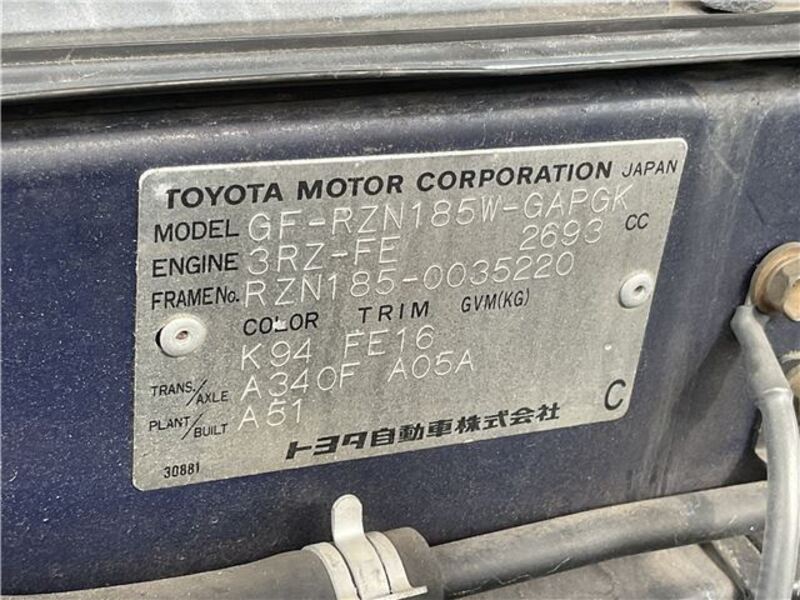 TOYOTA MOTOR CORPORATION JAPAN
MODEL GF-RZN185W-GAPGK
ENGINE 3RZ-FE 2693 CC
FRAME No. RZN185-0035220
COLOR TRIM GVM(KG)
K94 FE16
TRANS./AXLE A340F A05A
PLANT/BUILT A51
トヨタ自動車株式会社 C
30881